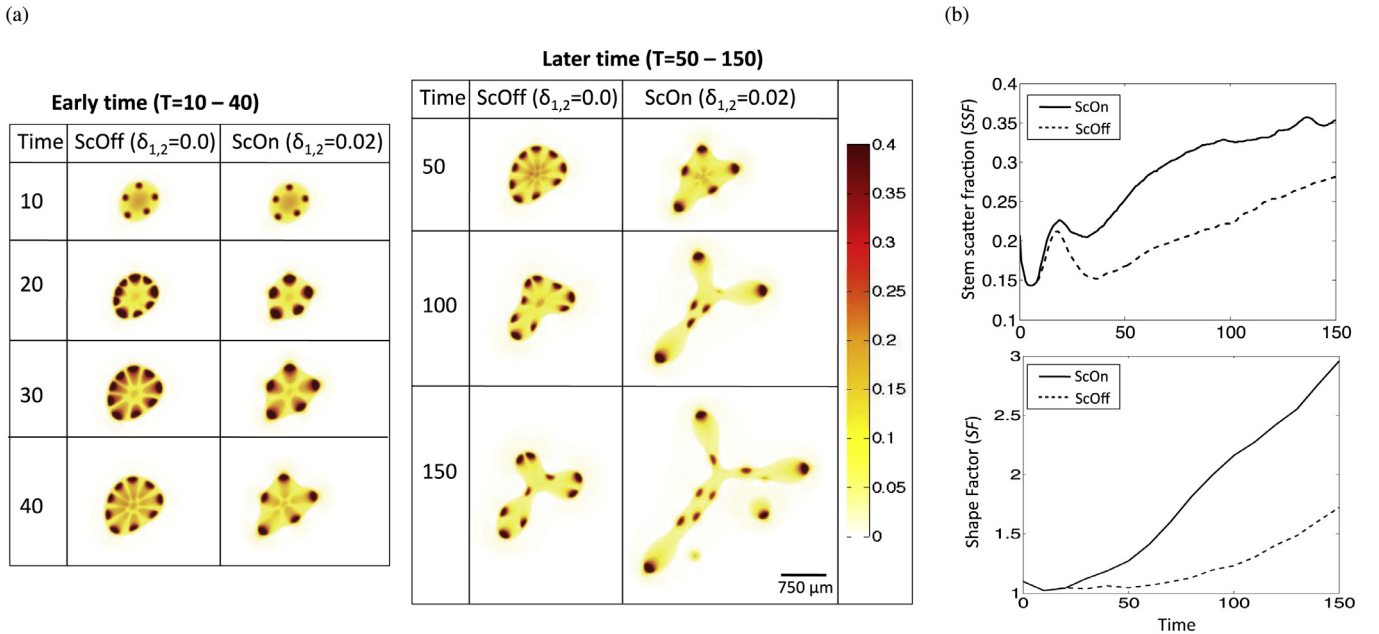 (a)
Early time (T=10 – 40)
Time ScOff (δ1,2=0.0) ScOn (δ1,2=0.02)
10
20
30
40
Later time (T=50 – 150)
Time ScOff (δ1,2=0.0) ScOn (δ1,2=0.02)
50
100
150
750 µm
0.4
0.35
0.3
0.25
0.2
0.15
0.1
0.05
0
(b)
Stem scatter fraction (SSF)
0.4
0.35
0.3
0.25
0.2
0.15
0.1
ScOn
ScOff
0 50 100 150
Shape Factor (SF)
3
2.5
2
1.5
1
ScOn
ScOff
0 50 100 150
Time